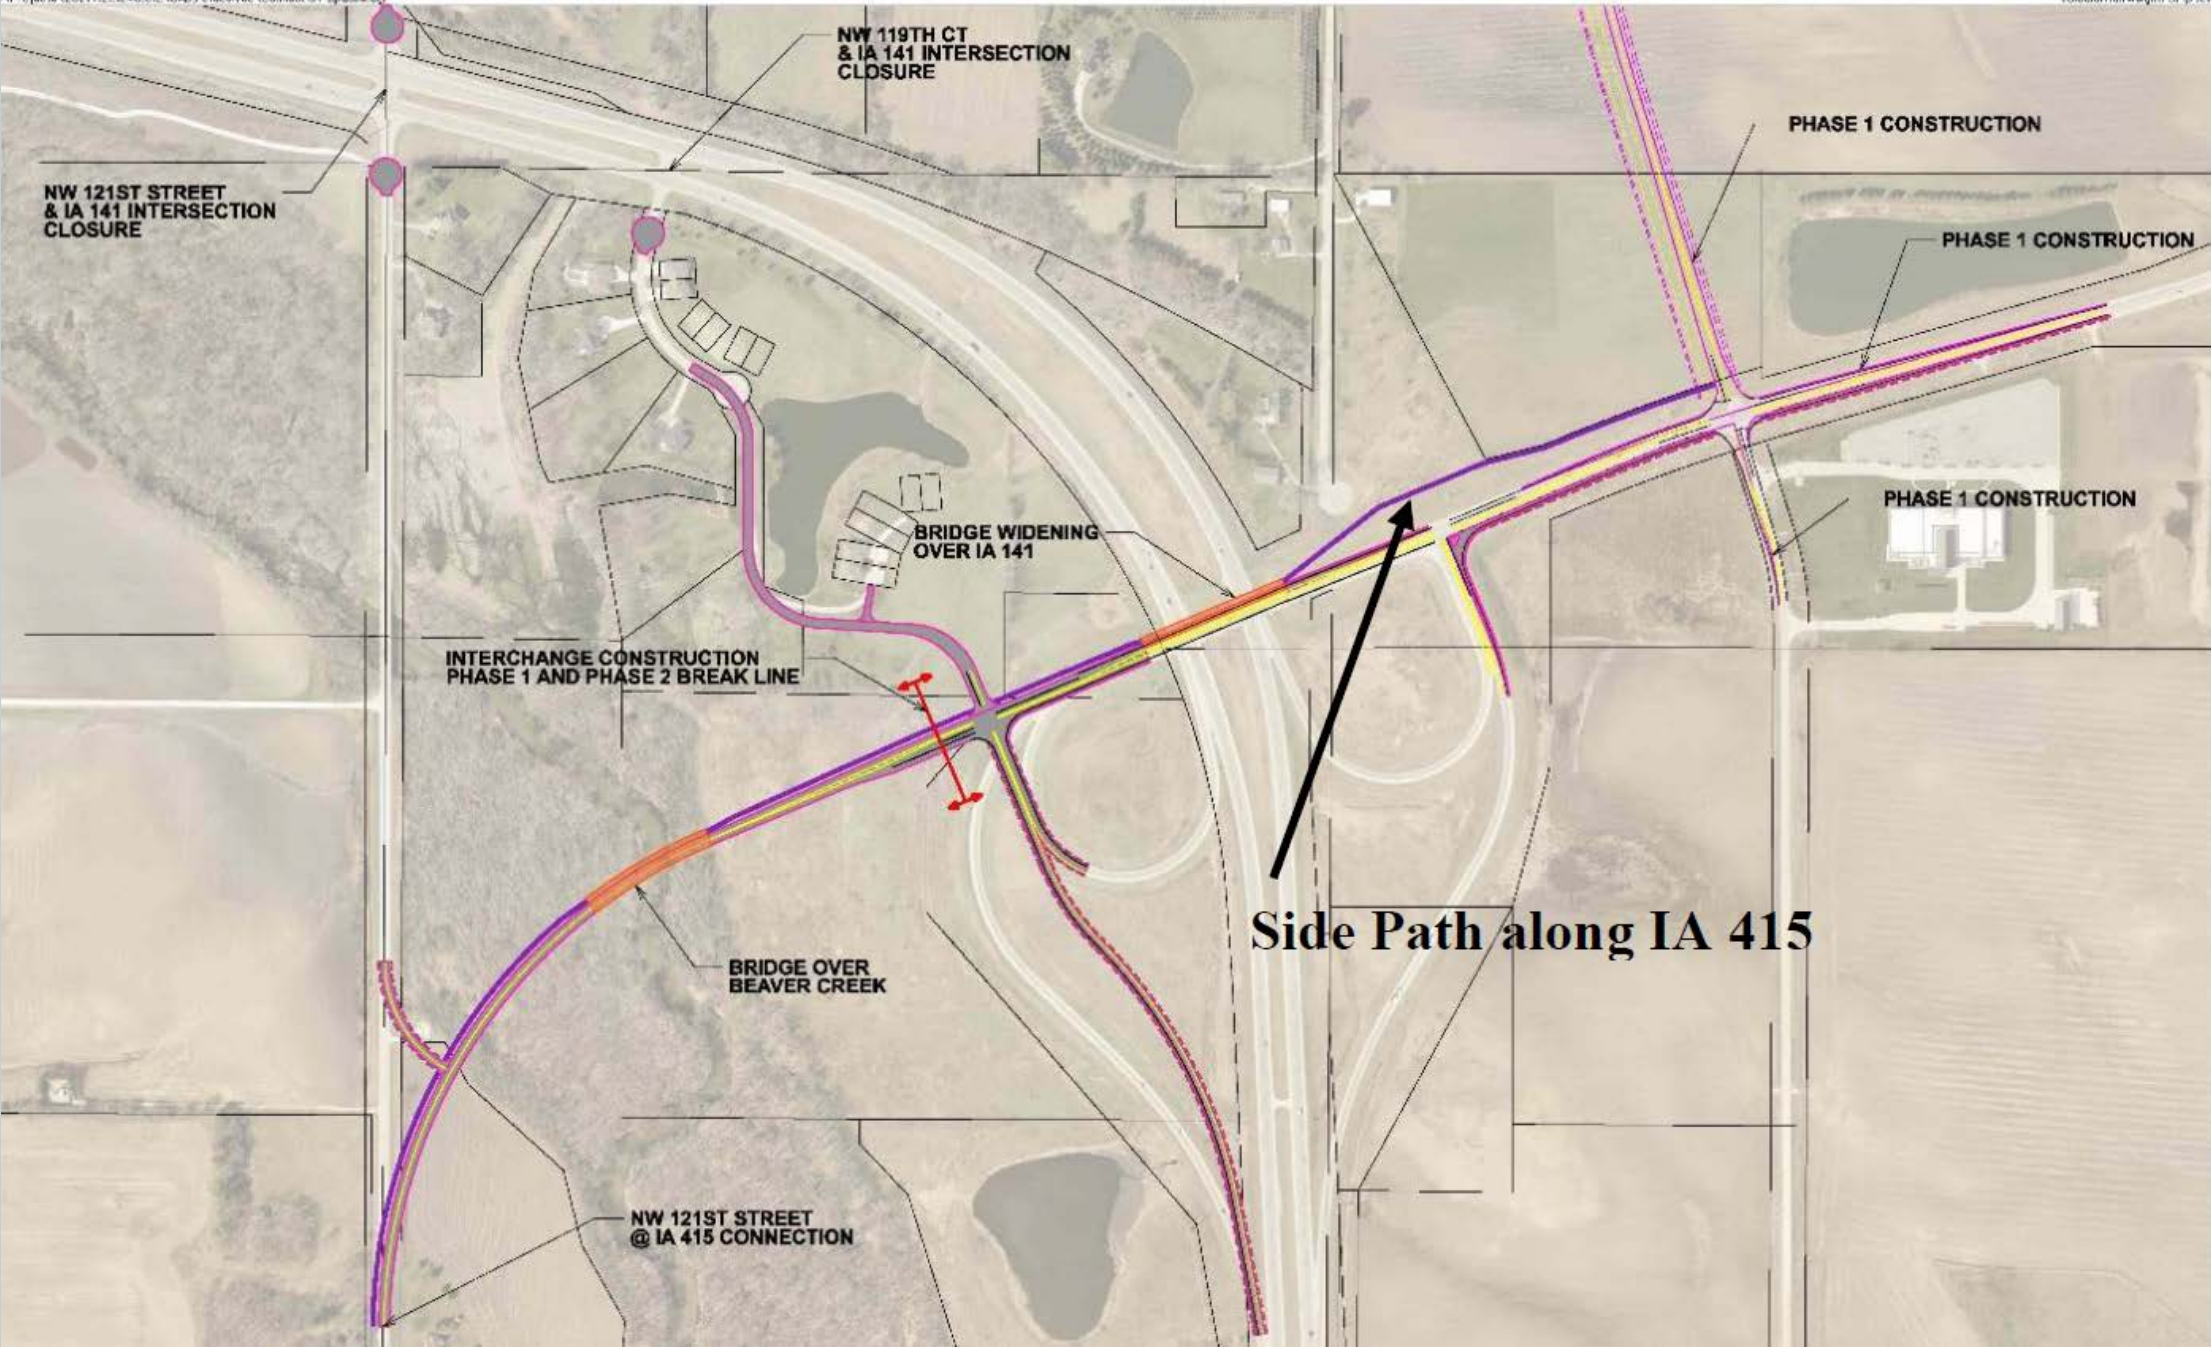 NW 119TH CT
& IA 141 INTERSECTION
CLOSURE
PHASE 1 CONSTRUCTION
NW 121ST STREET
& IA 141 INTERSECTION
CLOSURE
PHASE 1 CONSTRUCTION
PHASE 1 CONSTRUCTION
BRIDGE WIDENING
OVER IA 141
INTERCHANGE CONSTRUCTION
PHASE 1 AND PHASE 2 BREAK LINE
Side Path along IA 415
BRIDGE OVER
BEAVER CREEK
NW 121ST STREET
@ IA 415 CONNECTION